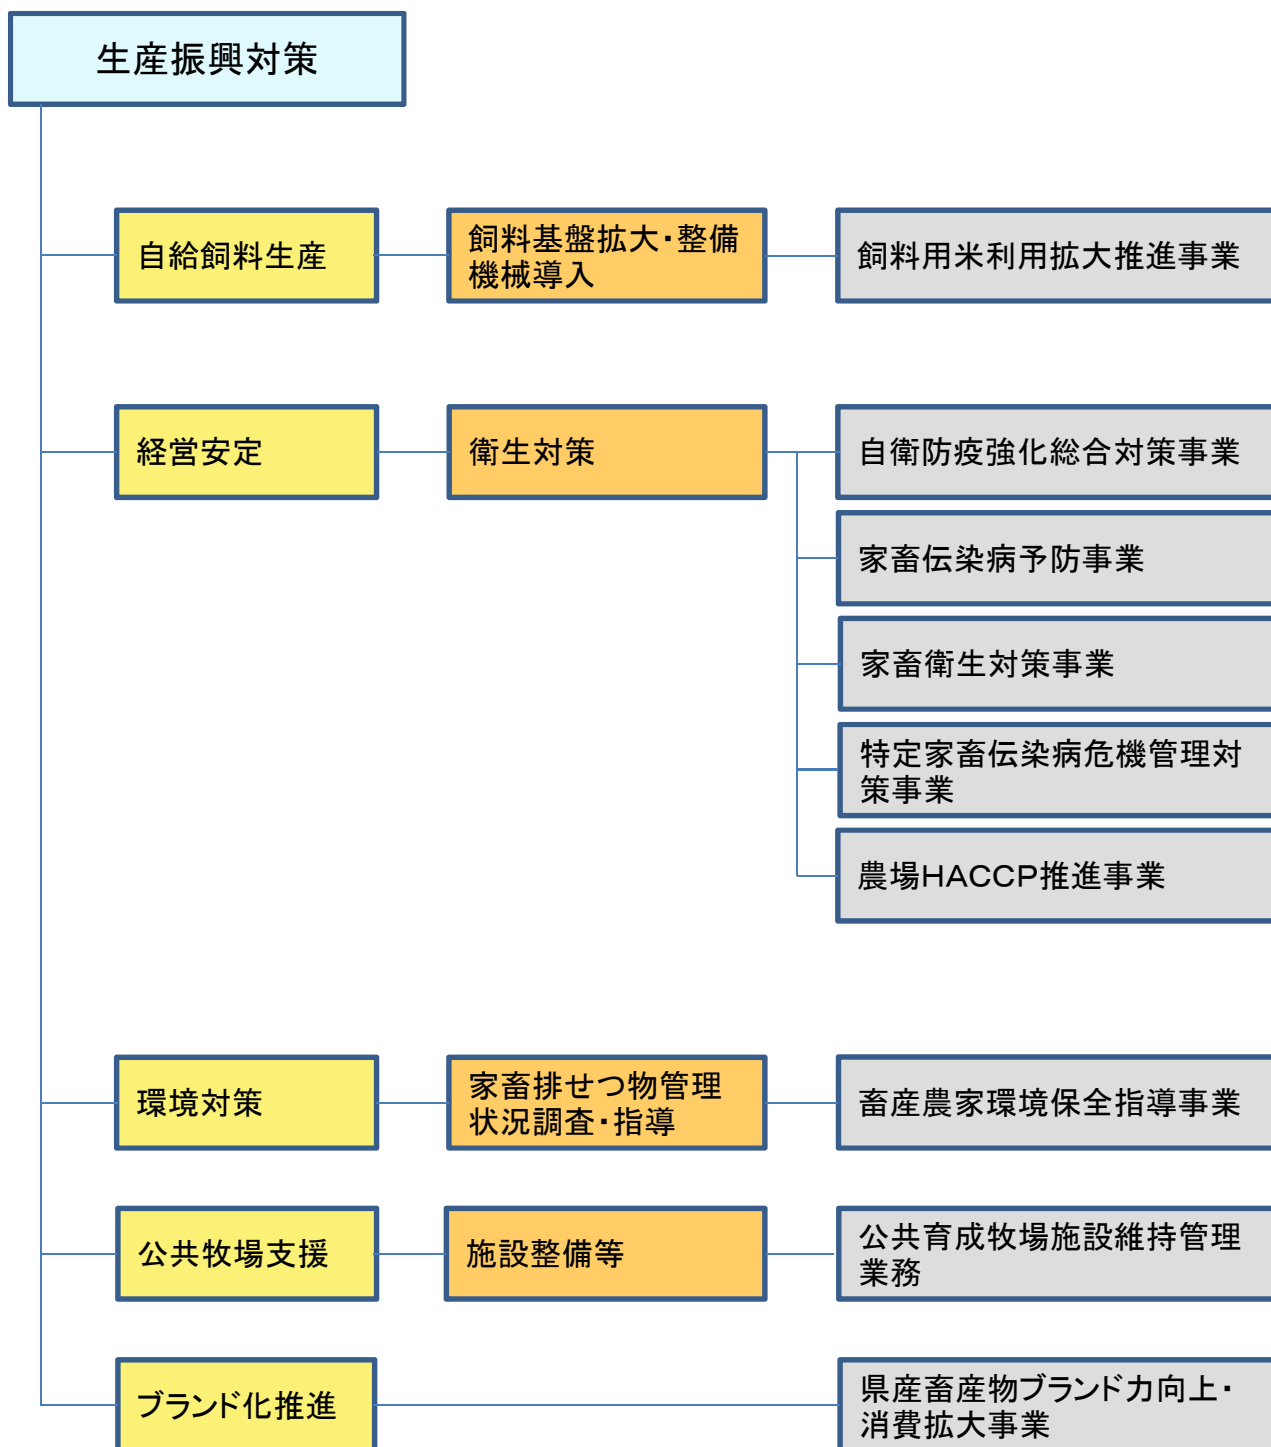 生産振興対策
自給飼料生産
飼料基盤拡大・整備
機械導入
飼料用米利用拡大推進事業
経営安定
衛生対策
自衛防疫強化総合対策事業
家畜伝染病予防事業
家畜衛生対策事業
特定家畜伝染病危機管理対
策事業
農場HACCP推進事業
環境対策
家畜排せつ物管理
状況調査・指導
畜産農家環境保全指導事業
公共牧場支援
施設整備等
公共育成牧場施設維持管理
業務
ブランド化推進
県産畜産物ブランド力向上・
消費拡大事業